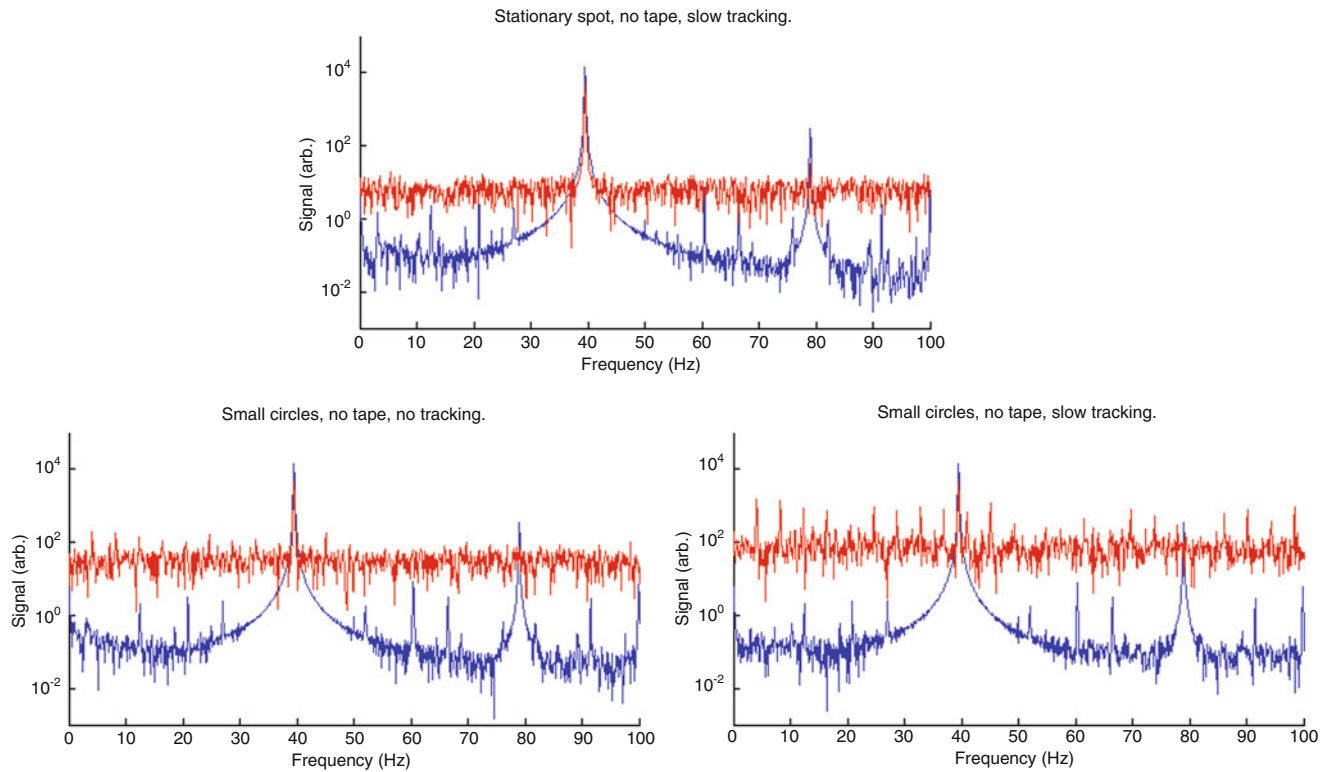 Stationary spot, no tape, slow tracking.
Signal (arb.)
10^4
10^2
10^0
10^-2
0 10 20 30 40 50 60 70 80 90 100
Frequency (Hz)
Small circles, no tape, no tracking.
Signal (arb.)
10^4
10^2
10^0
10^-2
0 10 20 30 40 50 60 70 80 90 100
Frequency (Hz)
Small circles, no tape, slow tracking.
Signal (arb.)
10^4
10^2
10^0
10^-2
0 10 20 30 40 50 60 70 80 90 100
Frequency (Hz)